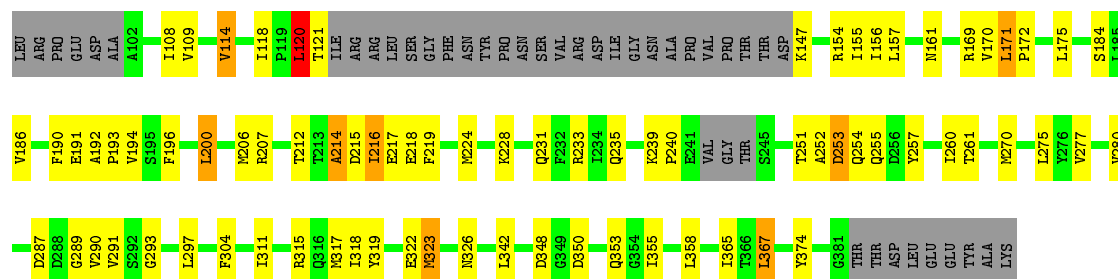 LEU ARG PRO GLU ASP ALA A102 I108 V109 V114 I118 P119 L120 T121 ILE ARG ARG LEU SER GLY PHE ASN TYR PRO ASN SER VAL ARG ASP ILE GLY ASN ALA PRO VAL PRO THR THR ASP K147 R154 I155 I156 L157 N161 R169 V170 L171 P172 L175 S184 L185
V186 F190 E191 A192 P193 V194 S195 F196 L200 M206 R207 T212 T213 A214 D215 I216 E217 E218 F219 M224 K228 Q231 F232 R233 I234 Q235 K239 P240 E241 VAL GLY THR S245 T251 A252 D253 Q254 Q255 D256 Y257 I260 T261 M270 L275 Y276 V277 V280
D287 D288 G289 V290 V291 S292 G293 L297 F304 I311 R315 Q316 M317 I318 Y319 E322 M323 N326 L342 D348 G349 D350 Q353 G354 I355 L358 I365 T366 L367 Y374 G381 THR THR ASP LEU GLU GLU TYR ALA LYS